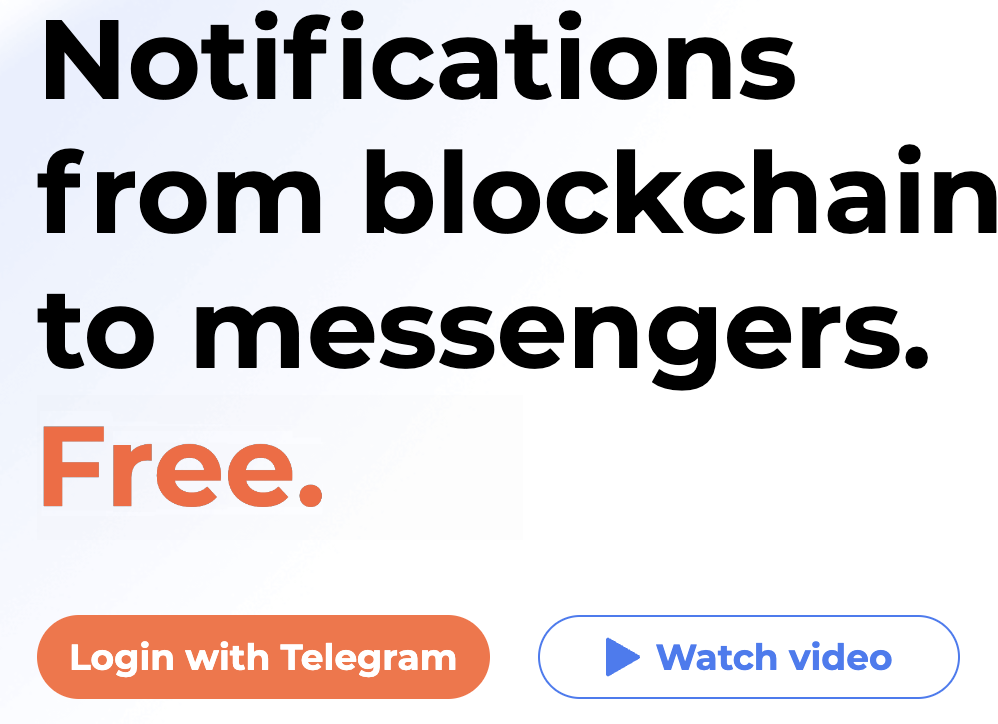 Notifications
from blockchain
to messengers.
Free.
Login with Telegram
Watch video